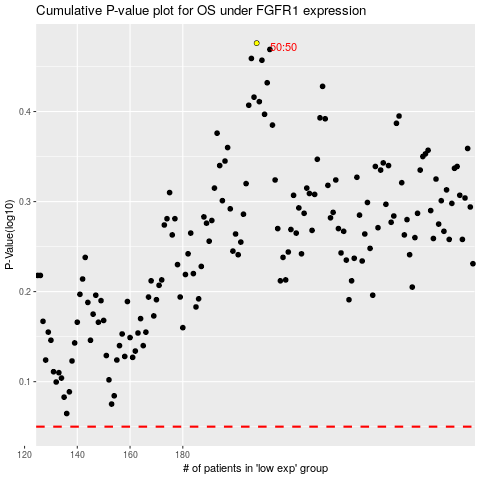 Cumulative P-value plot for OS under FGFR1 expression
50:50
0.4
0.3
0.2
0.1
P-Value(log10)
120 140 160 180
# of patients in 'low exp' group